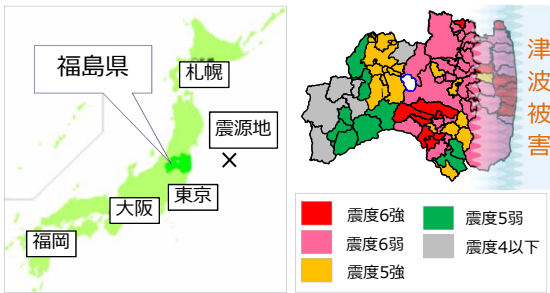 福島県
札幌
震源地
×
東京
大阪
福岡
津波被害
震度6強
震度6弱
震度5強
震度5弱
震度4以下